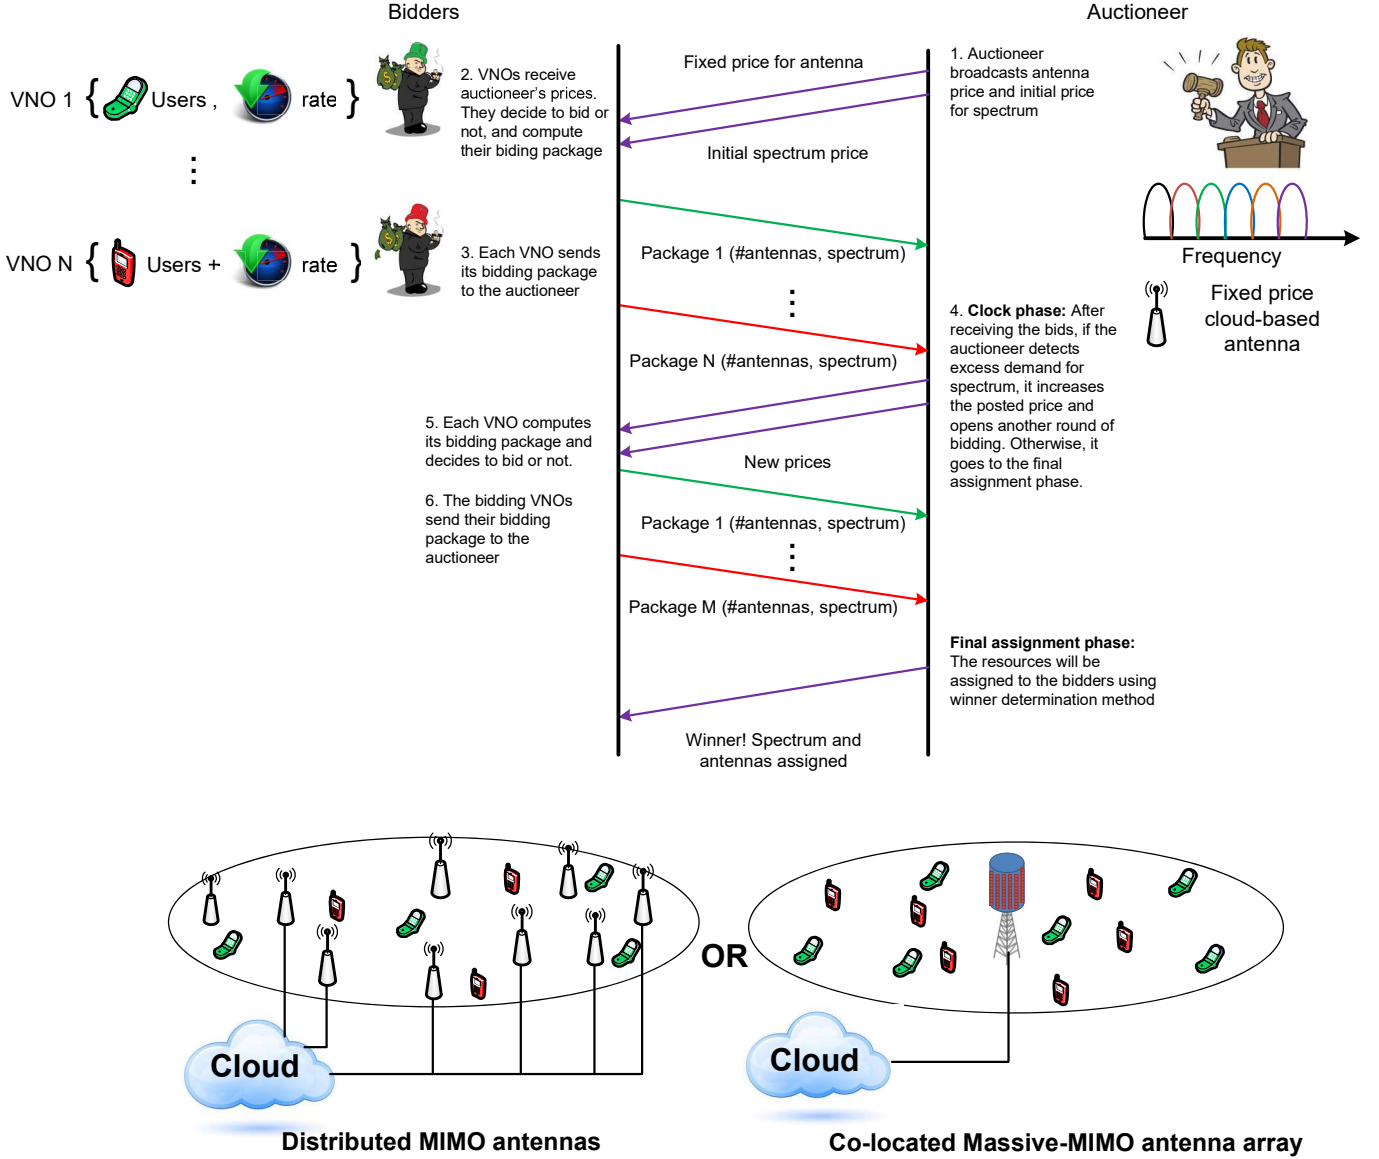 Bidders
Auctioneer
VNO 1 { Users , rate }
2. VNOs receive
auctioneer's prices.
They decide to bid or
not, and compute
their biding package
Fixed price for antenna
1. Auctioneer
broadcasts antenna
price and initial price
for spectrum
Initial spectrum price
VNO N { Users + rate }
3. Each VNO sends
its bidding package
to the auctioneer
Package 1 (#antennas, spectrum)
Frequency
Fixed price
cloud-based
antenna
Package N (#antennas, spectrum)
4. Clock phase: After
receiving the bids, if the
auctioneer detects
excess demand for
spectrum, it increases
the posted price and
opens another round of
bidding. Otherwise, it
goes to the final
assignment phase.
5. Each VNO computes
its bidding package and
decides to bid or not.
New prices
6. The bidding VNOs
send their bidding
package to the
auctioneer
Package 1 (#antennas, spectrum)
Package M (#antennas, spectrum)
Final assignment phase:
The resources will be
assigned to the bidders using
winner determination method
Winner! Spectrum and
antennas assigned
OR
Cloud
Cloud
Distributed MIMO antennas
Co-located Massive-MIMO antenna array